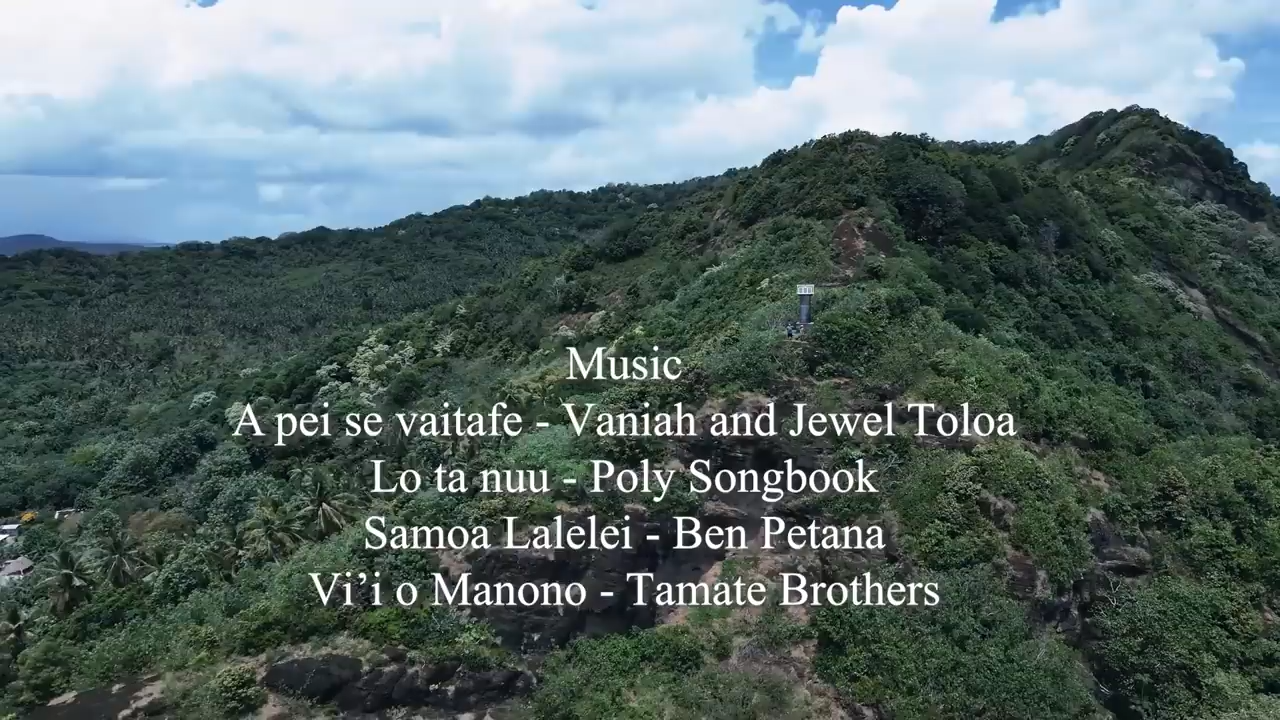 Music
A pei se vaitafe - Vaniah and Jewel Toloa
Lo ta nuu - Poly Songbook
Samoa Lalelei - Ben Petana
Vi’i o Manono - Tamate Brothers